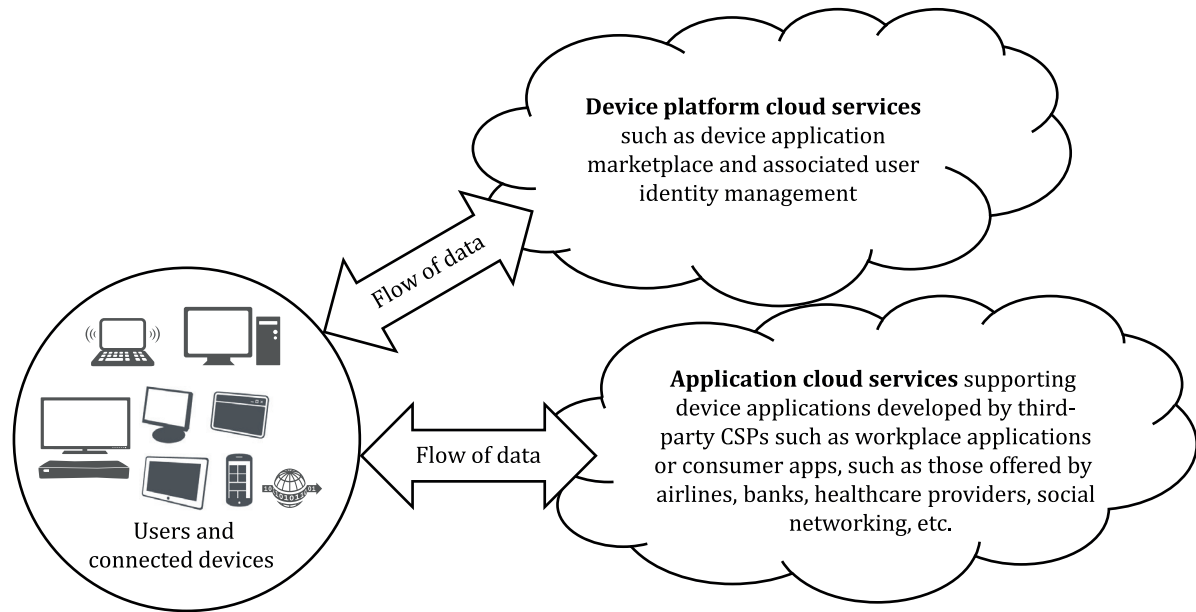 Device platform cloud services
such as device application
marketplace and associated user
identity management
Flow of data
Application cloud services supporting
device applications developed by third-
party CSPs such as workplace applications
or consumer apps, such as those offered by
airlines, banks, healthcare providers, social
networking, etc.
Flow of data
Users and
connected devices